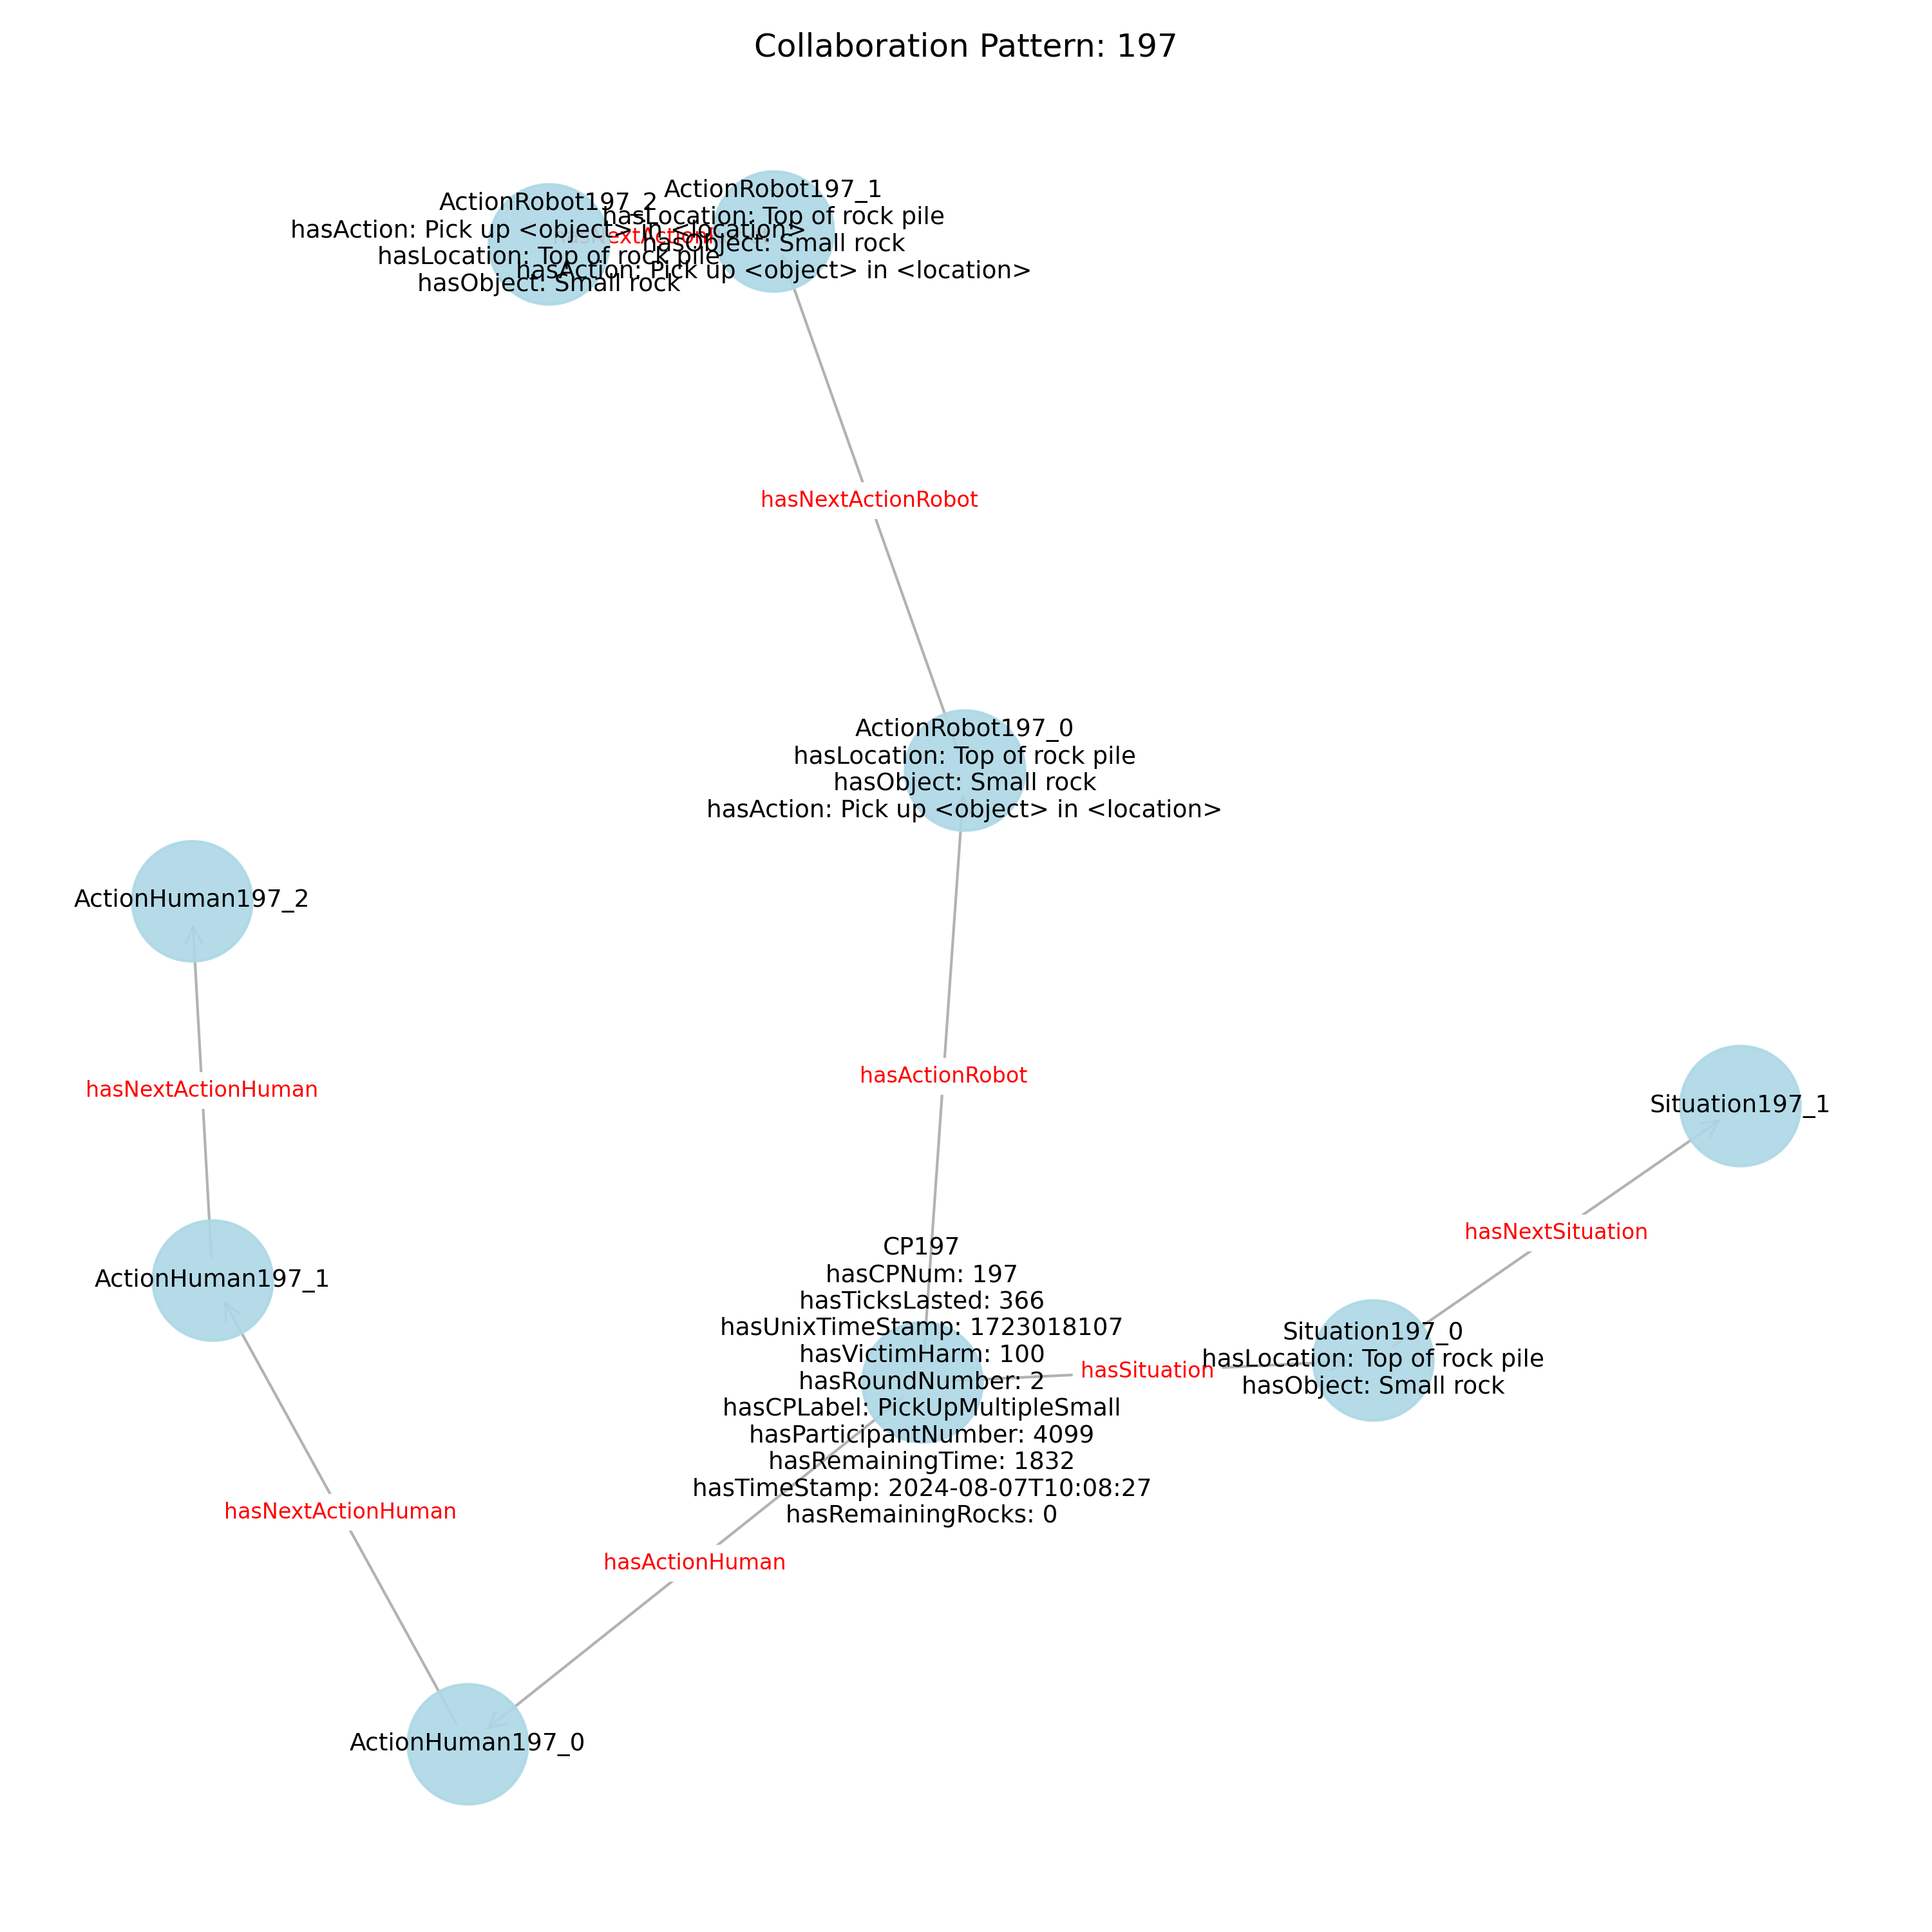 Collaboration Pattern: 197
ActionRobot197_2
hasAction: Pick up <object> in <location>
hasLocation: Top of rock pile
hasObject: Small rock
ActionRobot197_1
hasLocation: Top of rock pile
hasObject: Small rock
hasAction: Pick up <object> in <location>
hasNextActionRobot
ActionRobot197_0
hasLocation: Top of rock pile
hasObject: Small rock
hasAction: Pick up <object> in <location>
ActionHuman197_2
hasActionRobot
hasNextActionHuman
Situation197_1
hasNextSituation
ActionHuman197_1
CP197
hasCPNum: 197
hasTicksLasted: 366
hasUnixTimeStamp: 1723018107
hasVictimHarm: 100
hasRoundNumber: 2
hasCPLabel: PickUpMultipleSmall
hasParticipantNumber: 4099
hasRemainingTime: 1832
hasTimeStamp: 2024-08-07T10:08:27
hasRemainingRocks: 0
hasSituation
Situation197_0
hasLocation: Top of rock pile
hasObject: Small rock
hasNextActionHuman
hasActionHuman
ActionHuman197_0